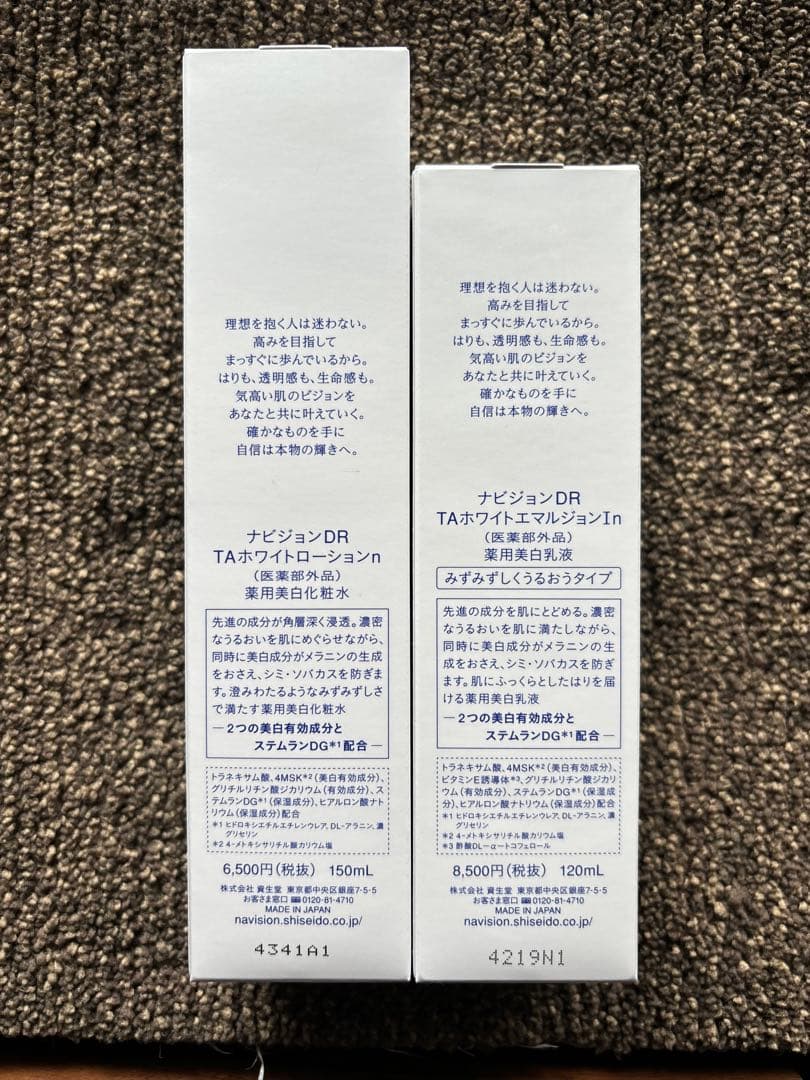 理想を抱く人は迷わない。
高みを目指して
まっすぐに歩んでいるから。
はりも、透明感も、生命感も。
気高い肌のビジョンを
あなたと共に叶えていく。
確かなものを手に
自信は本物の輝きへ。
ナビジョンDR
TAホワイトローションn
(医薬部外品)
薬用美白化粧水
先進の成分が角層深く浸透。濃密
なうるおいを肌にめぐらせながら、
同時に美白成分がメラニンの生成
をおさえ、シミ・ソバカスを防ぎま
す。澄みわたるようなみずみずしさ
で満たす薬用美白化粧水
―2つの美白有効成分と
ステムランDG*1配合―
トラネキサム酸、4MSK*2(美白有効成分)、
グリチルリチン酸ジカリウム(有効成分)、ス
テムランDG*1(保湿成分)、ヒアルロン酸ナト
リウム(保湿成分)配合
*1 ヒドロキシエチルエチレンウレア、DL-アラニン、濃
グリセリン
*2 4-メトキシサリチル酸カリウム塩
6,500円(税抜) 150mL
株式会社 資生堂 東京都中央区銀座7-5-5
お客さま窓口 0120-81-4710
MADE IN JAPAN
navision.shiseido.co.jp/
4341A1
理想を抱く人は迷わない。
高みを目指して
まっすぐに歩んでいるから。
はりも、透明感も、生命感も。
気高い肌のビジョンを
あなたと共に叶えていく。
確かなものを手に
自信は本物の輝きへ。
ナビジョンDR
TAホワイトエマルジョンIn
(医薬部外品)
薬用美白乳液
みずみずしくうるおうタイプ
先進の成分を肌にとどめる。濃密
なうるおいを肌に満たしながら、
同時に美白成分がメラニンの生成
をおさえ、シミ・ソバカスを防ぎま
す。肌にふっくらとしたはりを届
ける薬用美白乳液
―2つの美白有効成分と
ステムランDG*1配合―
トラネキサム酸、4MSK*2(美白有効成分)、
ビタミンE誘導体*3、グリチルリチン酸ジカリ
ウム(有効成分)、ステムランDG*1(保湿成
分)、ヒアルロン酸ナトリウム(保湿成分)配合
*1 ヒドロキシエチルエチレンウレア、DL-アラニン、濃
グリセリン
*2 4-メトキシサリチル酸カリウム塩
*3 酢酸DL-α-トコフェロール
8,500円(税抜) 120mL
株式会社 資生堂 東京都中央区銀座7-5-5
お客さま窓口 0120-81-4710
MADE IN JAPAN
navision.shiseido.co.jp/
4219N1